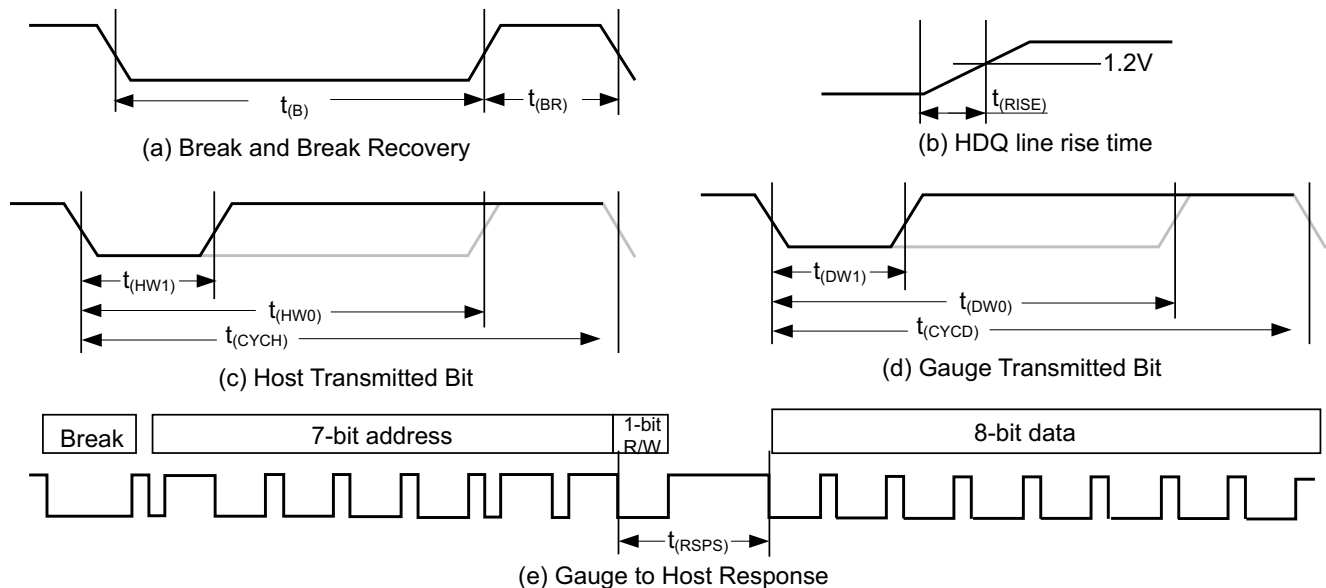 t(B)
t(BR)
(a) Break and Break Recovery
1.2V
t(RISE)
(b) HDQ line rise time
t(HW1)
t(HW0)
t(CYCH)
(c) Host Transmitted Bit
t(DW1)
t(DW0)
t(CYCD)
(d) Gauge Transmitted Bit
Break
7-bit address
1-bit
R/W
8-bit data
t(RSPS)
(e) Gauge to Host Response